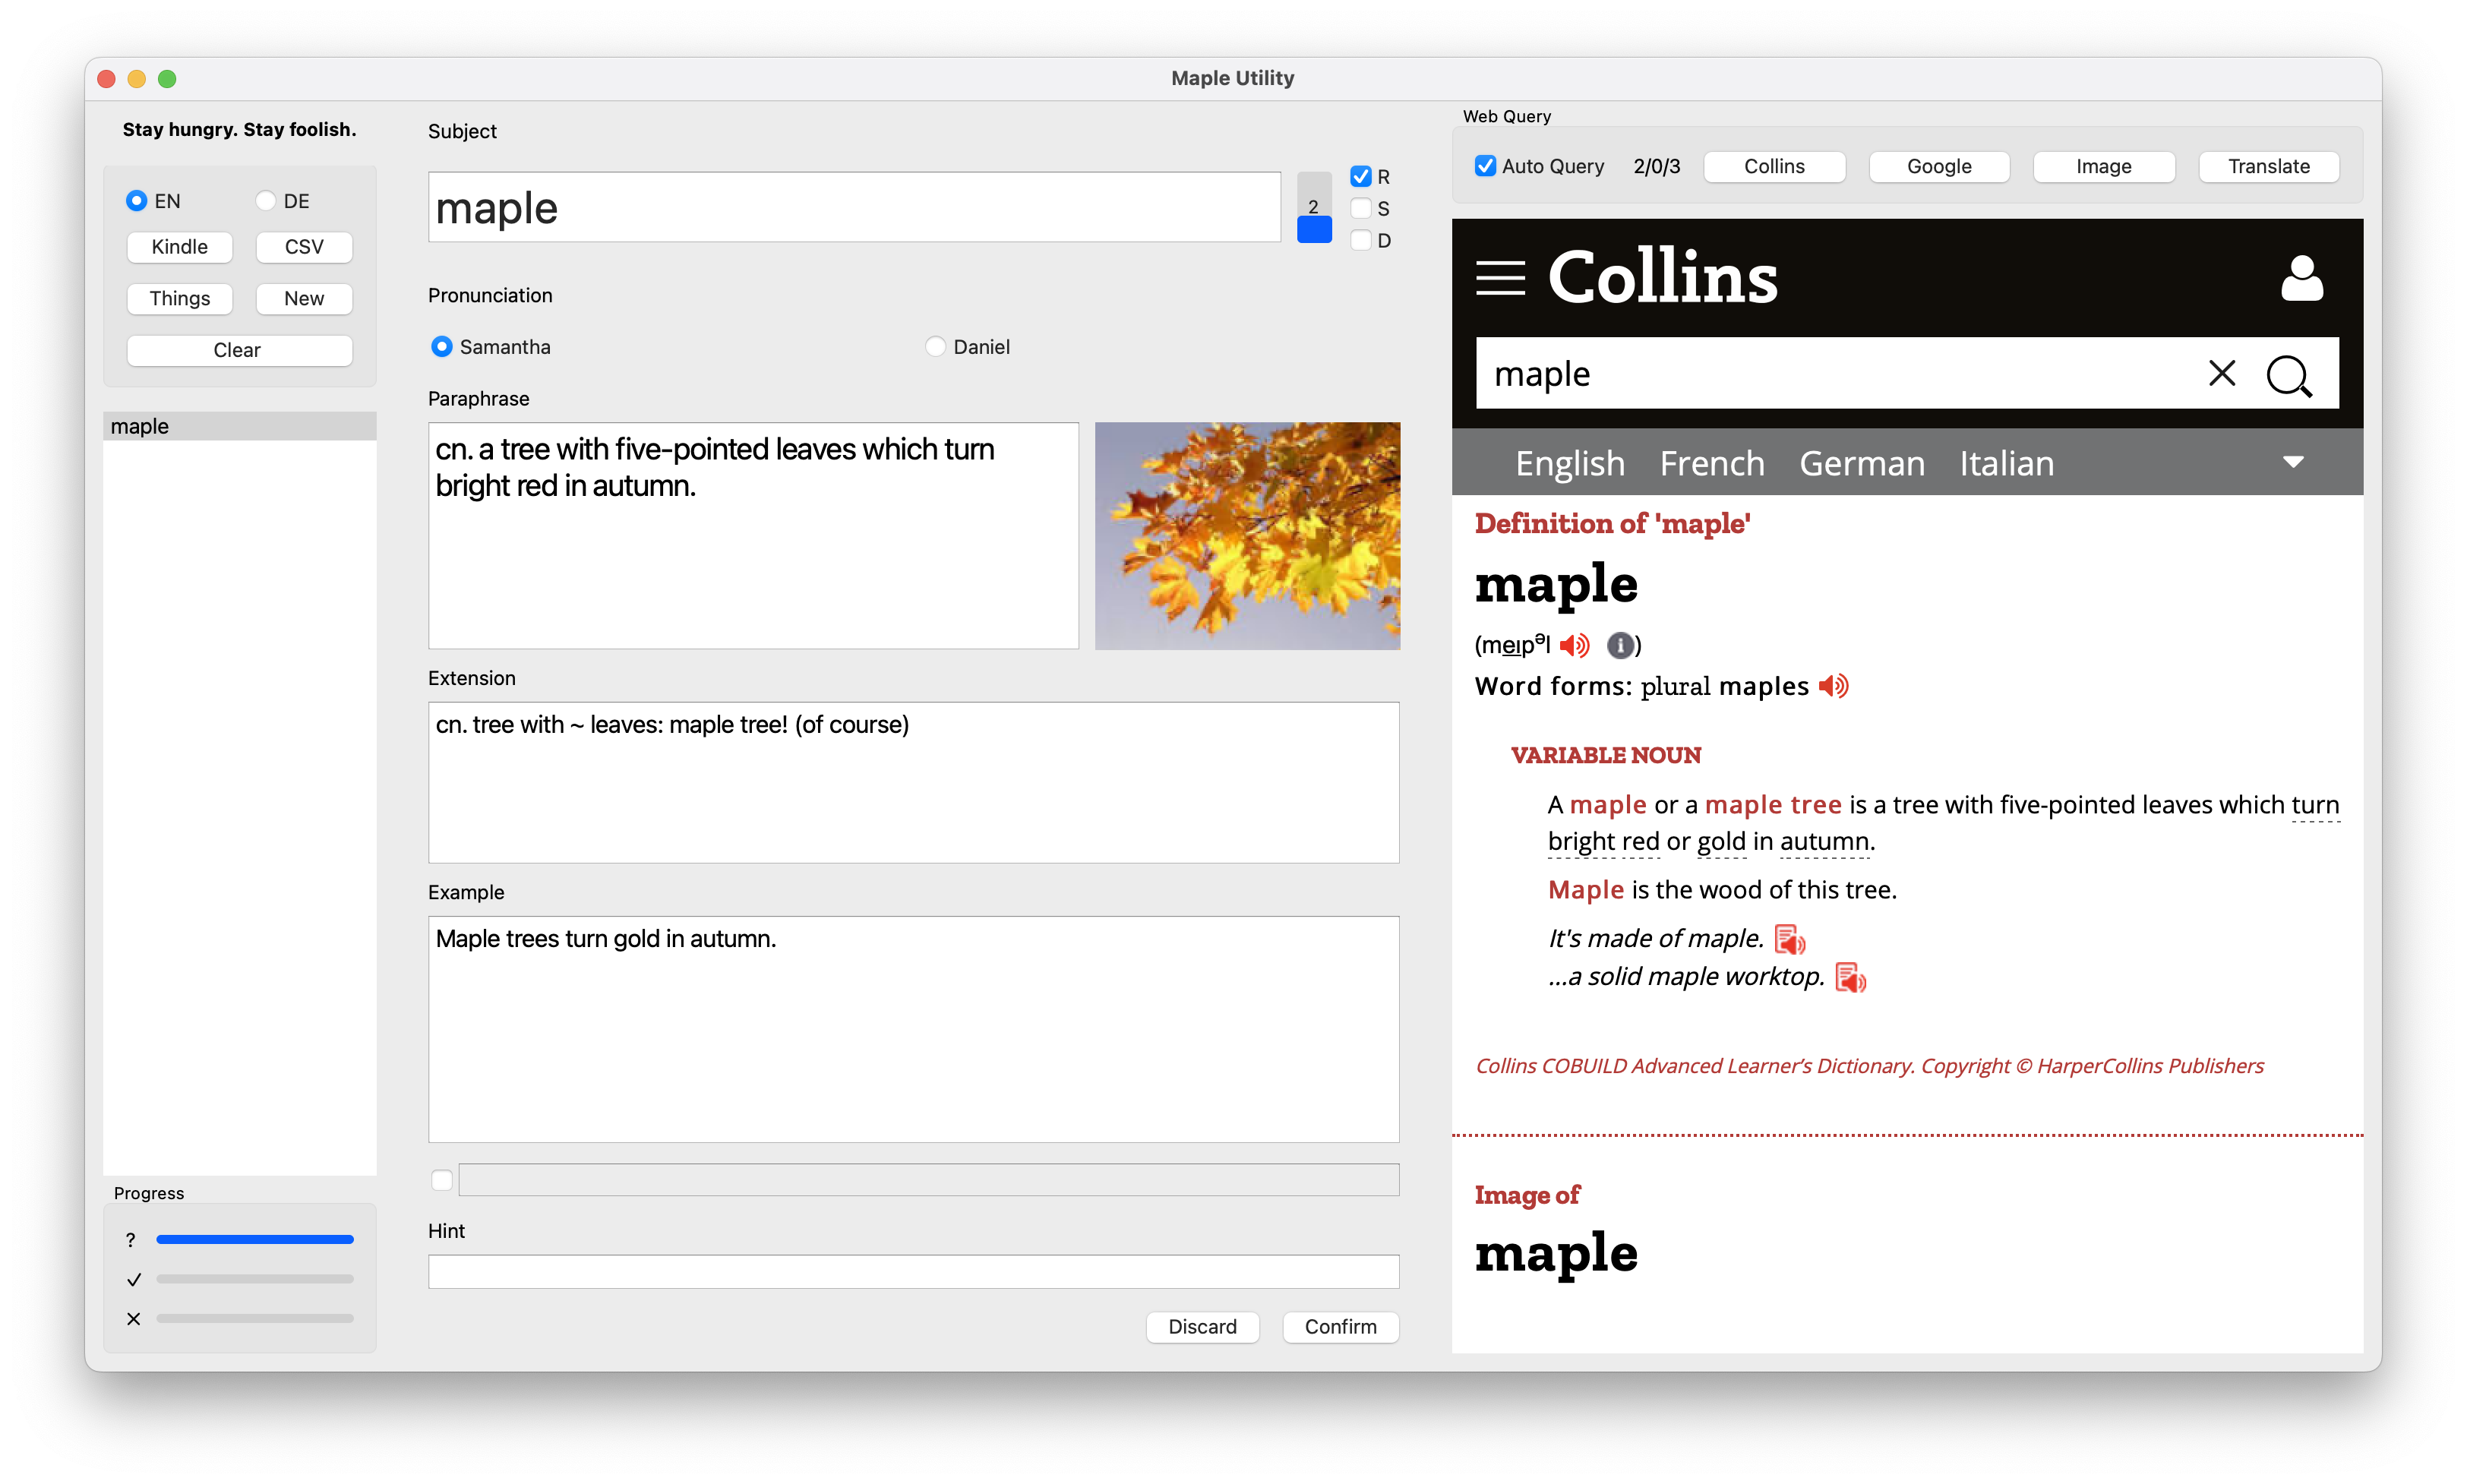 Maple Utility
Stay hungry. Stay foolish.
EN
DE
Kindle
CSV
Things
New
Clear
maple
Progress
?
Subject
maple
2
R
S
D
Pronunciation
Samantha
Daniel
Paraphrase
cn. a tree with five-pointed leaves which turn
bright red in autumn.
Extension
cn. tree with ~ leaves: maple tree! (of course)
Example
Maple trees turn gold in autumn.
Hint
Discard
Confirm
Web Query
Auto Query
2/0/3
Collins
Google
Image
Translate
Collins
maple
English French German Italian
Definition of 'maple'
maple
(meɪpᵊl )
Word forms: plural maples
VARIABLE NOUN
A maple or a maple tree is a tree with five-pointed leaves which turn
bright red or gold in autumn.
Maple is the wood of this tree.
It's made of maple.
...a solid maple worktop.
Collins COBUILD Advanced Learner’s Dictionary. Copyright © HarperCollins Publishers
Image of
maple